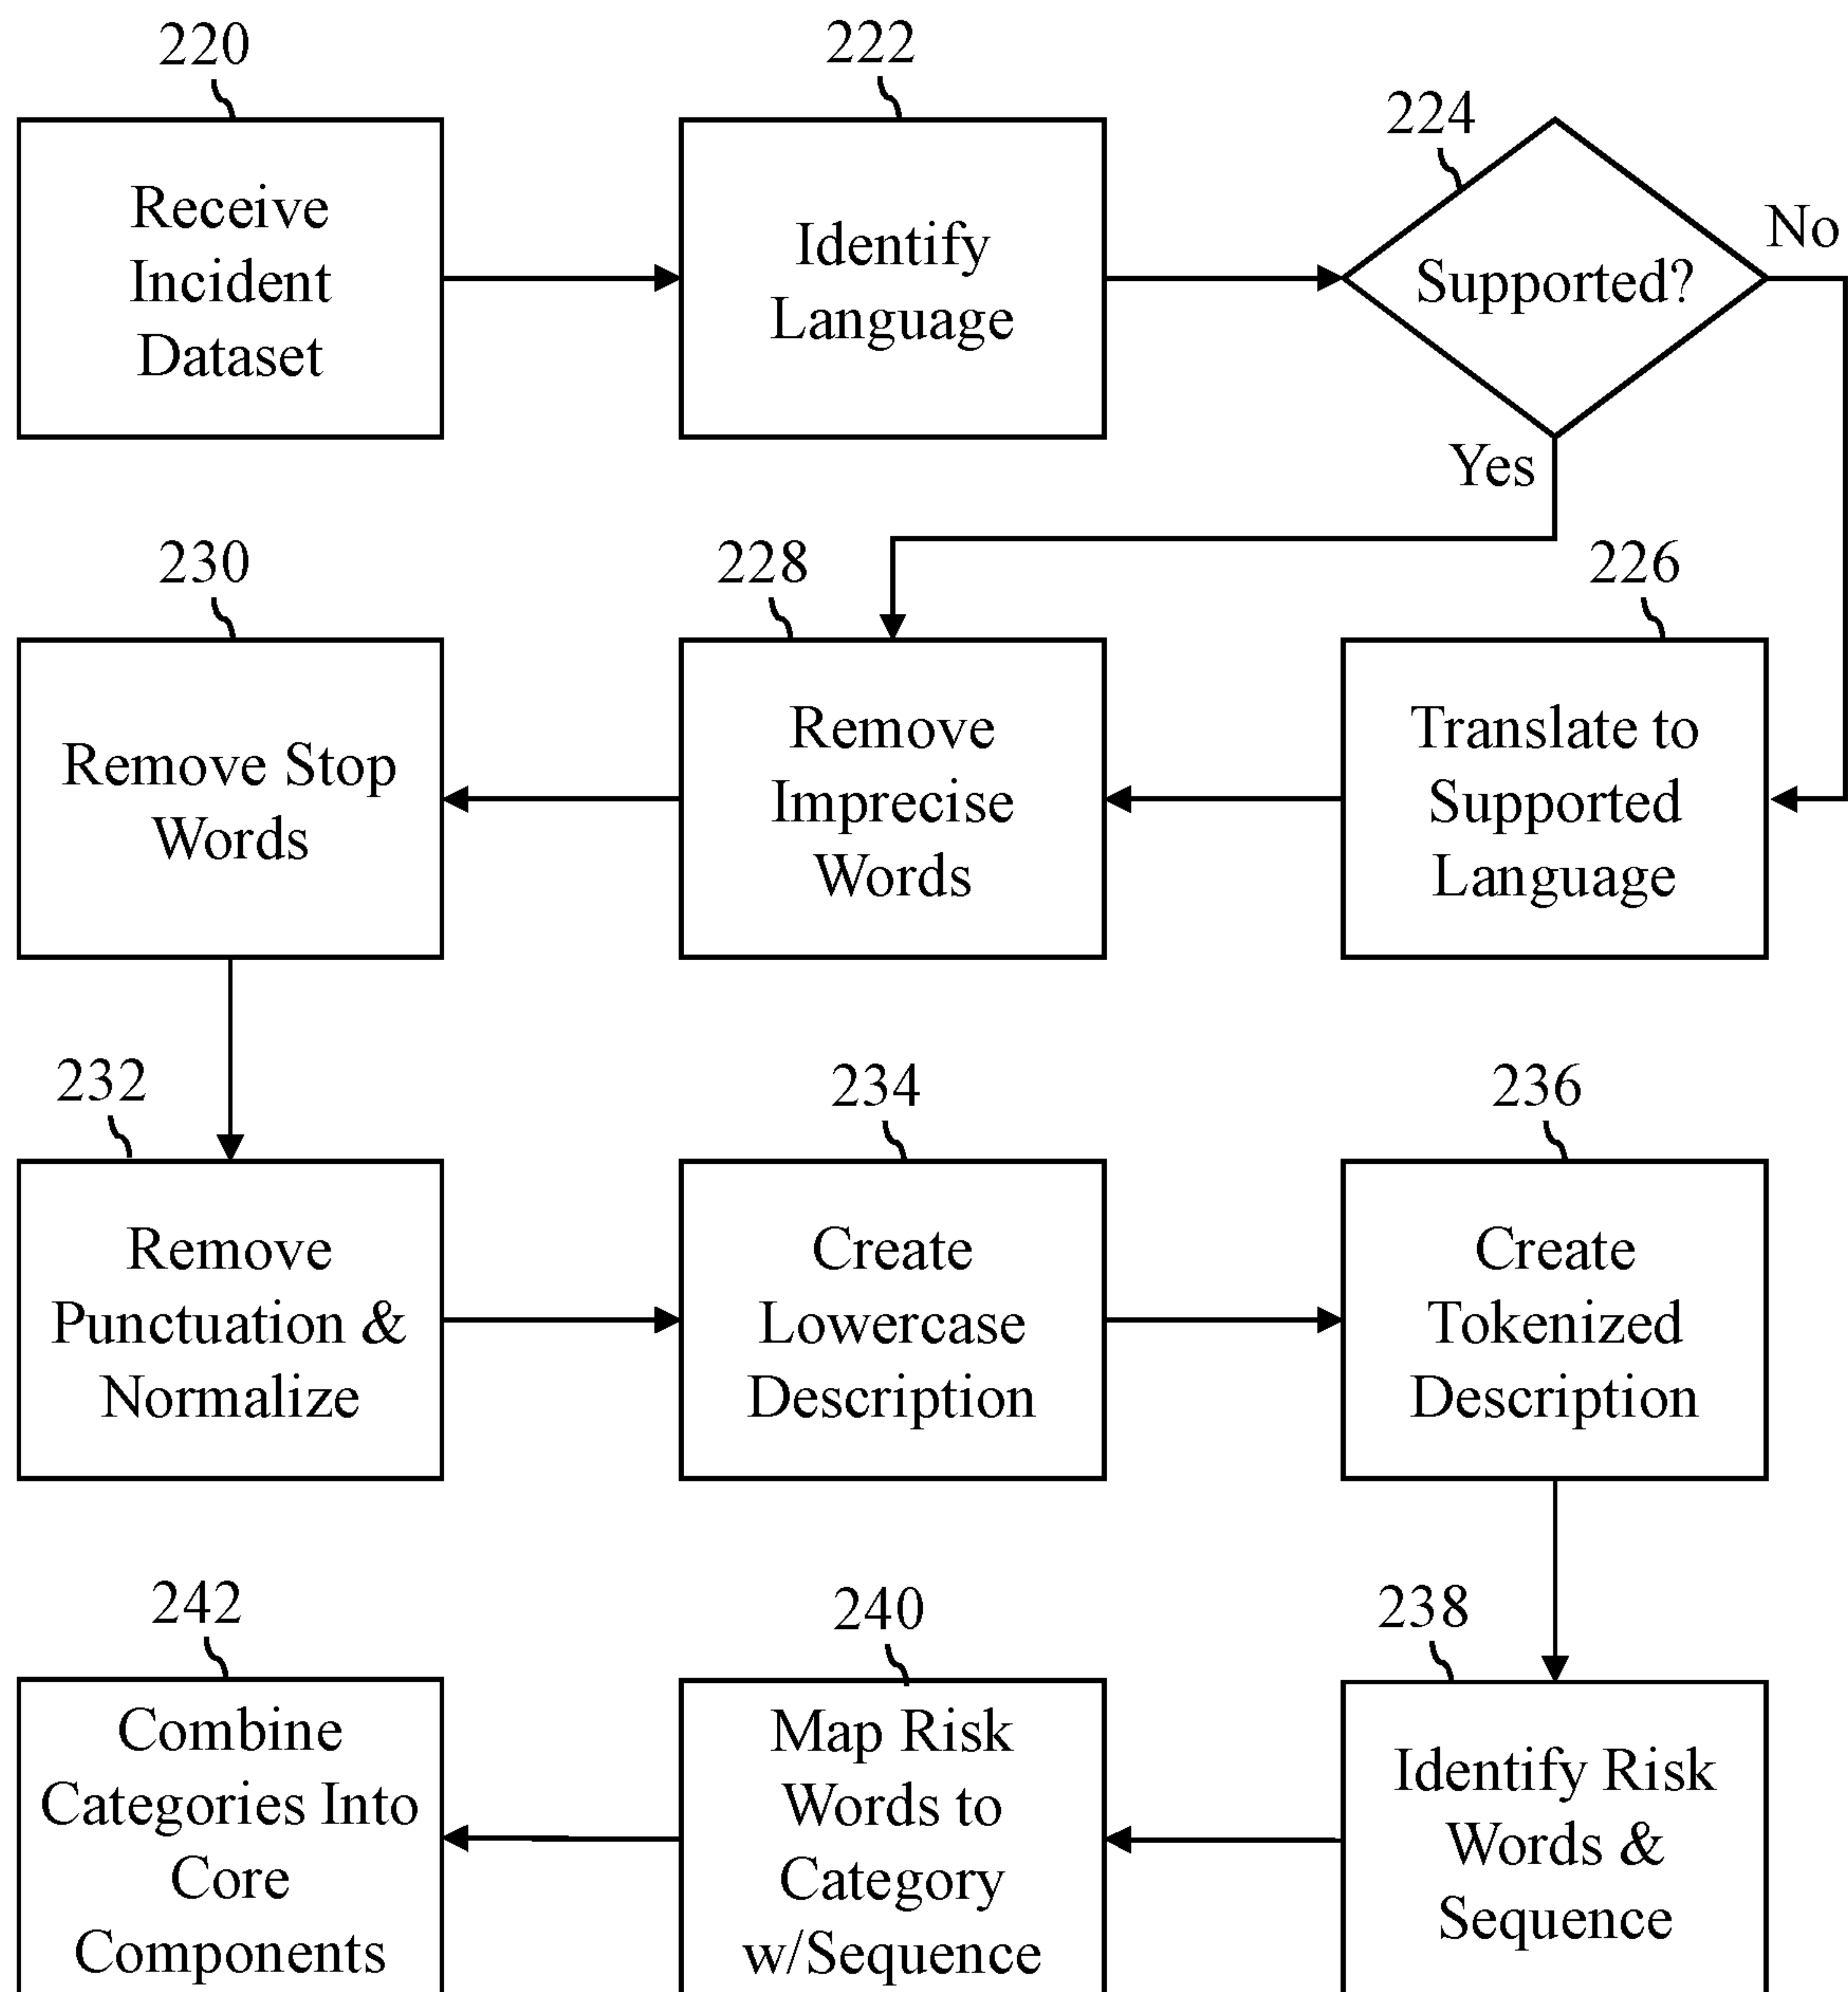 220
Receive
Incident
Dataset
222
Identify
Language
224
Supported?
No
Yes
230
Remove Stop
Words
228
Remove
Imprecise
Words
226
Translate to
Supported
Language
232
Remove
Punctuation &
Normalize
234
Create
Lowercase
Description
236
Create
Tokenized
Description
242
Combine
Categories Into
Core
Components
240
Map Risk
Words to
Category
w/Sequence
238
Identify Risk
Words &
Sequence